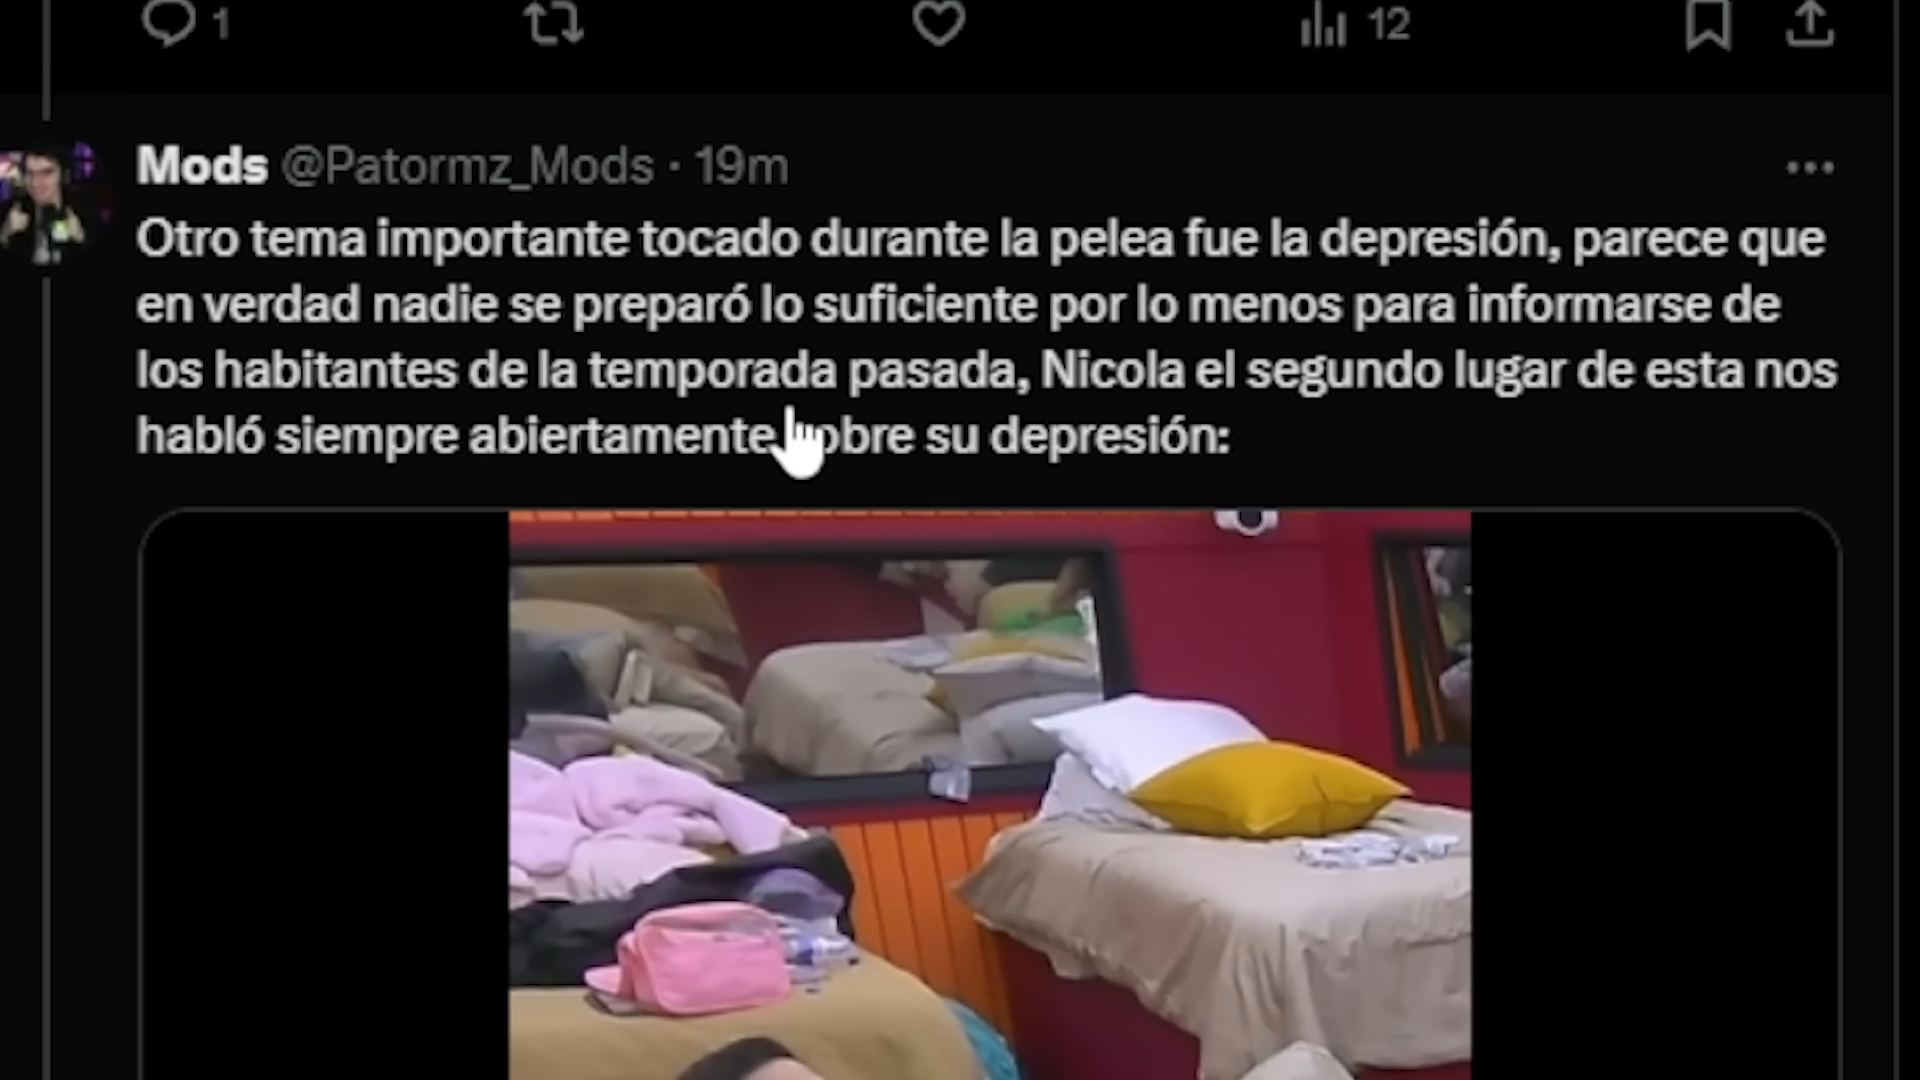 1
12
Mods @Patormz_Mods · 19m
Otro tema importante tocado durante la pelea fue la depresión, parece que
en verdad nadie se preparó lo suficiente por lo menos para informarse de
los habitantes de la temporada pasada, Nicola el segundo lugar de esta nos
habló siempre abiertamente sobre su depresión: